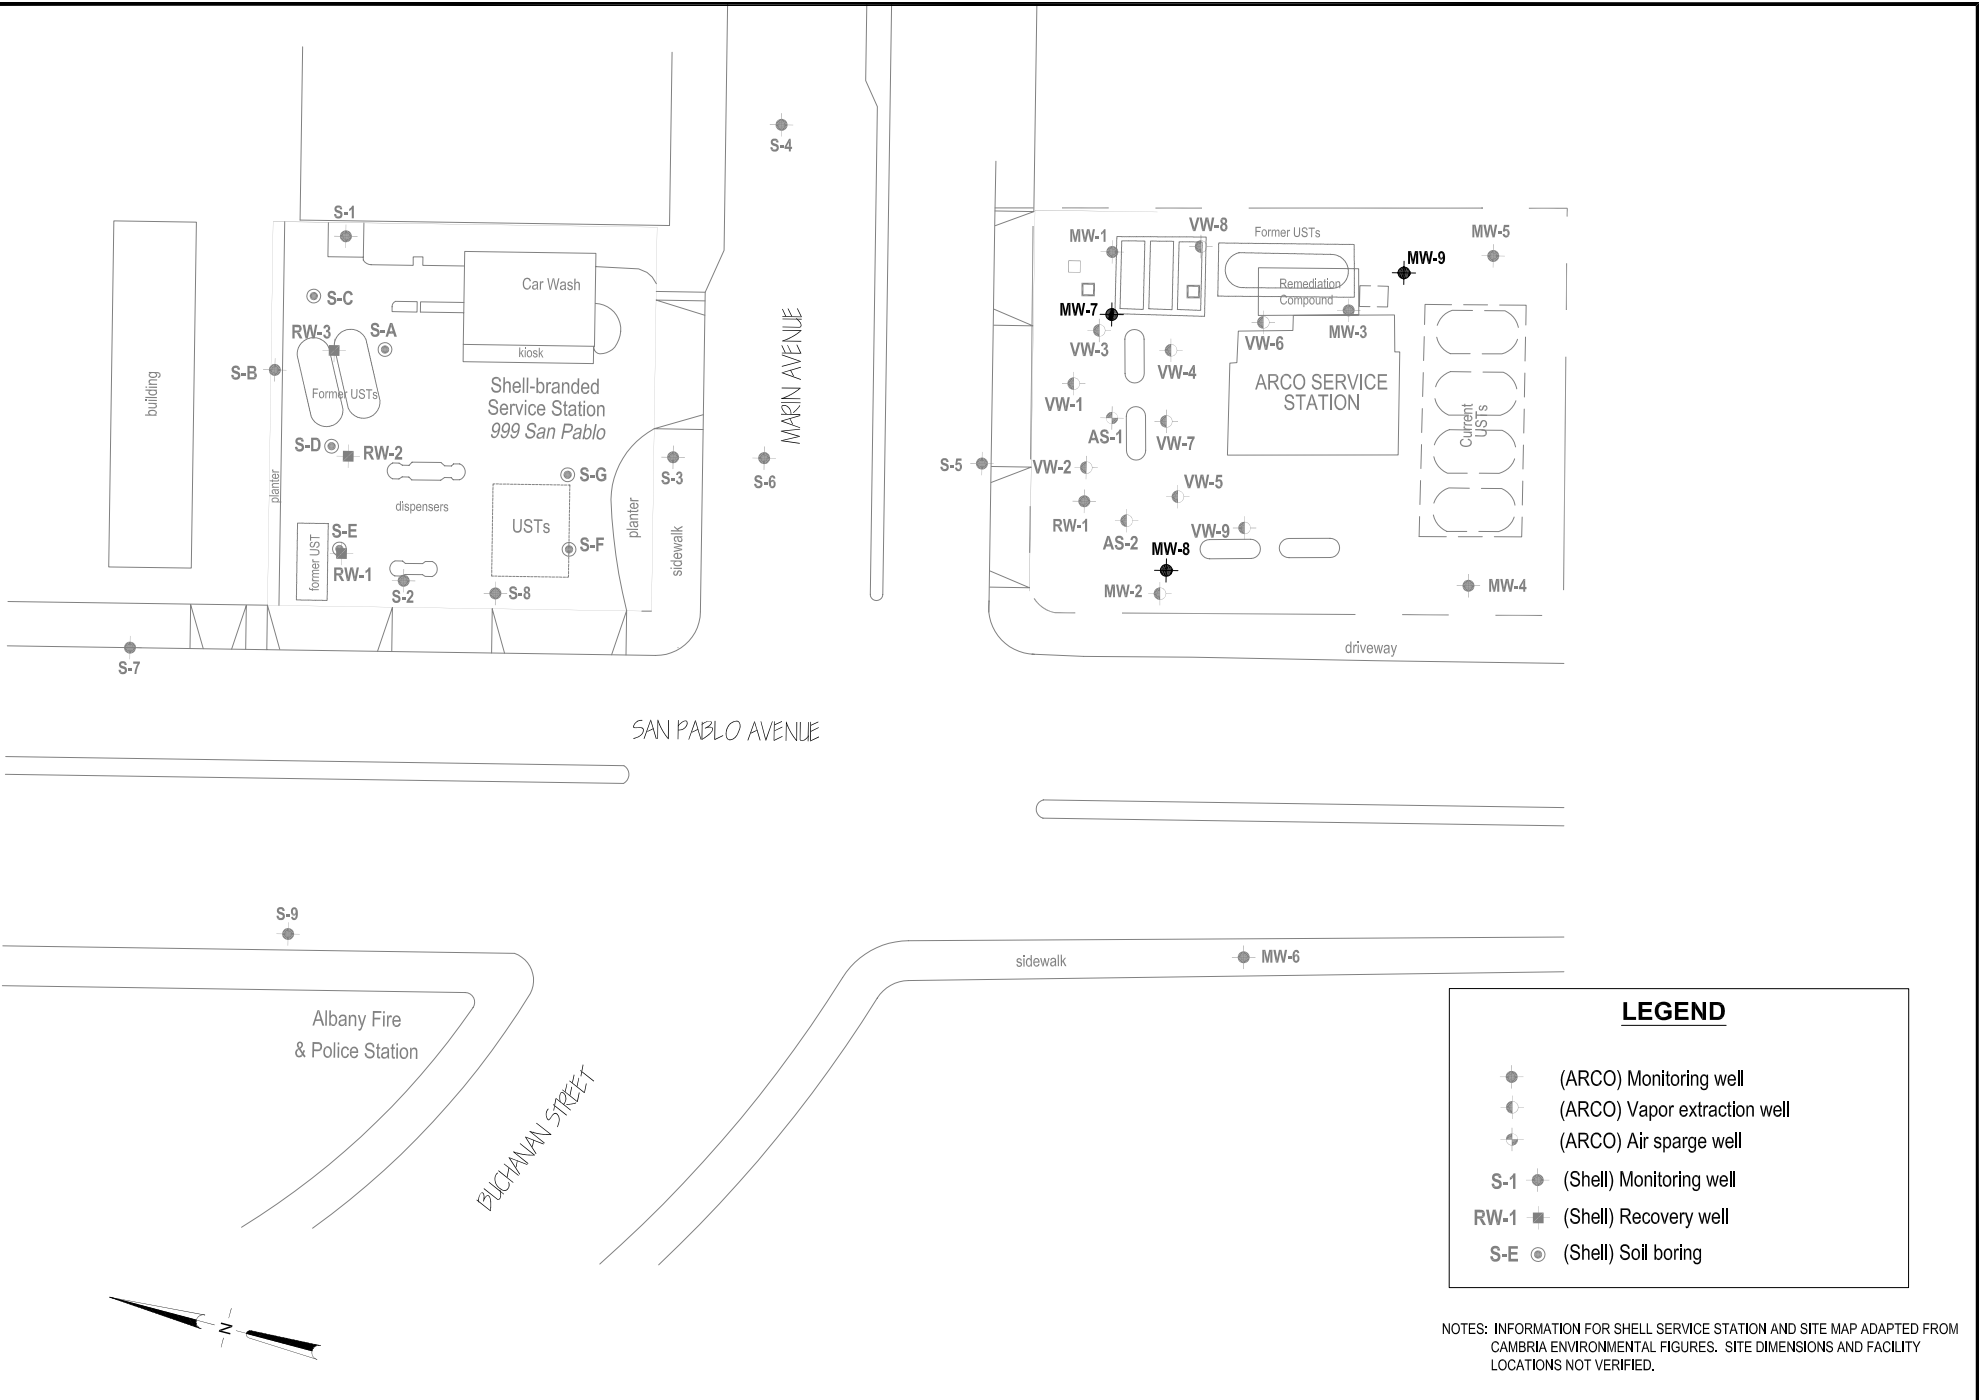 S-4
S-1
Car Wash
S-C
RW-3
S-A
kiosk
S-B
Former USTs
Shell-branded
Service Station
999 San Pablo
building
S-D
RW-2
S-G
S-3
S-6
planter
dispensers
USTs
planter
sidewalk
S-E
S-F
former UST
RW-1
S-2
S-8
S-7
MARIN AVENUE
VW-8
MW-1
Former USTs
MW-5
MW-9
Remediation
Compound
MW-7
MW-3
VW-3
VW-6
VW-4
VW-1
ARCO SERVICE
STATION
AS-1
VW-7
Current
USTs
S-5
VW-2
VW-5
RW-1
AS-2
VW-9
MW-8
MW-2
MW-4
driveway
SAN PABLO AVENUE
S-9
sidewalk
MW-6
Albany Fire
& Police Station
BUCHANAN STREET
N
LEGEND
(ARCO) Monitoring well
(ARCO) Vapor extraction well
(ARCO) Air sparge well
S-1 (Shell) Monitoring well
RW-1 (Shell) Recovery well
S-E (Shell) Soil boring
NOTES: INFORMATION FOR SHELL SERVICE STATION AND SITE MAP ADAPTED FROM
CAMBRIA ENVIRONMENTAL FIGURES. SITE DIMENSIONS AND FACILITY
LOCATIONS NOT VERIFIED.